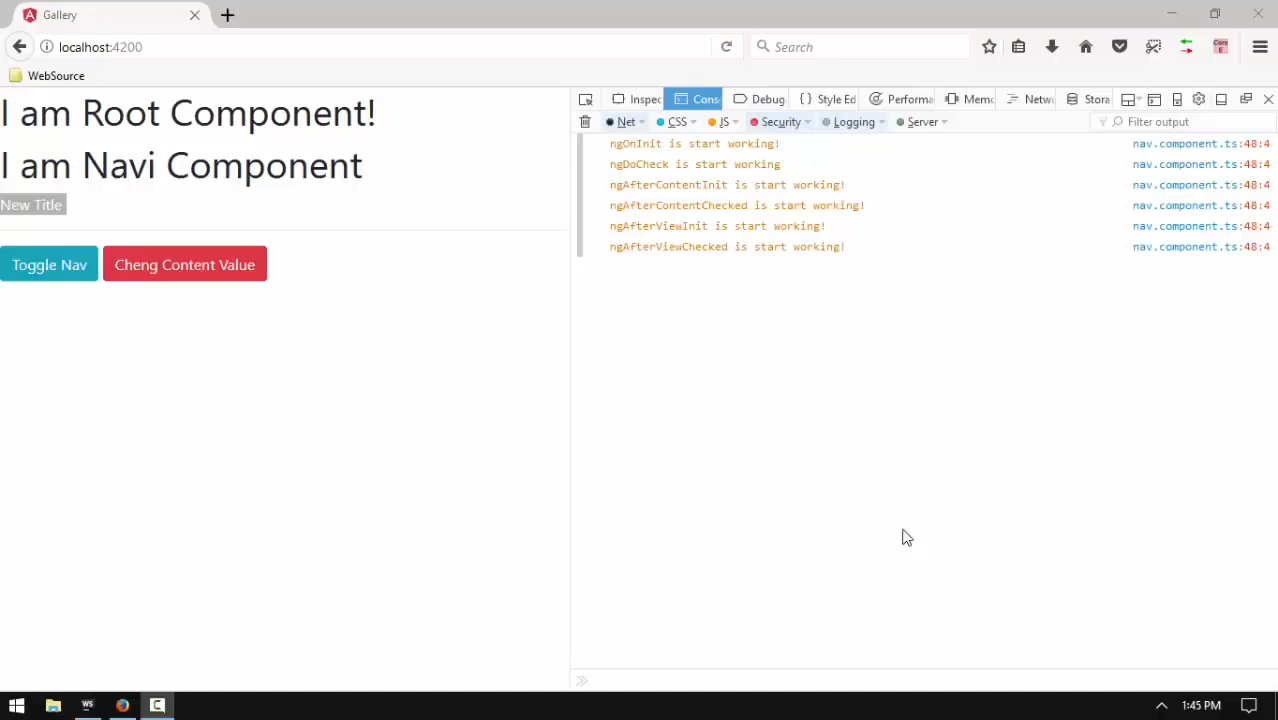 Gallery
localhost:4200
Search
WebSource
I am Root Component!
I am Navi Component
New Title
Toggle Nav
Cheng Content Value
Inspec Cons Debug { } Style Ed Performa Memo Netw Stora
Net CSS JS Security Logging Server Filter output
ngOnInit is start working! nav.component.ts:48:4
ngDoCheck is start working nav.component.ts:48:4
ngAfterContentInit is start working! nav.component.ts:48:4
ngAfterContentChecked is start working! nav.component.ts:48:4
ngAfterViewInit is start working! nav.component.ts:48:4
ngAfterViewChecked is start working! nav.component.ts:48:4
WS
1:45 PM